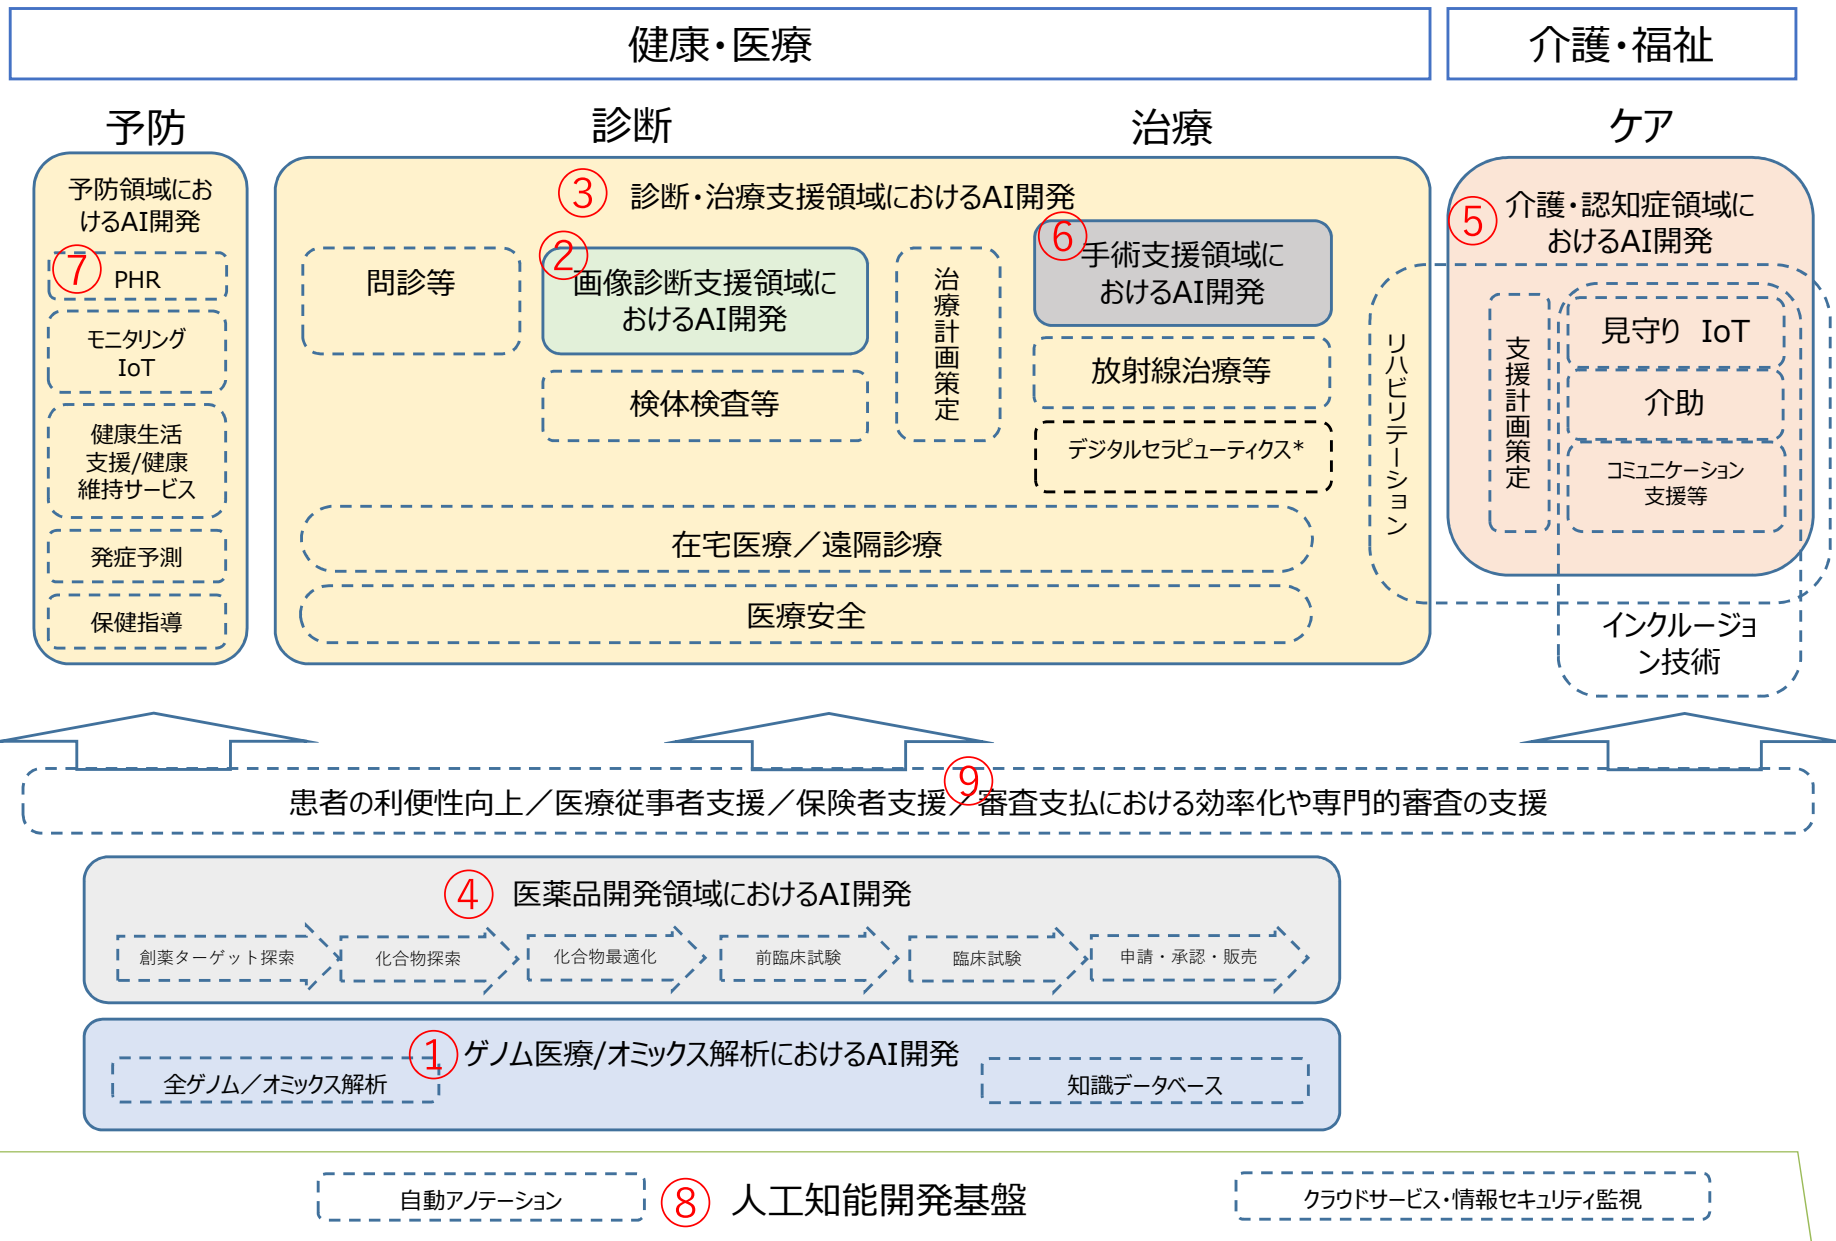 健康・医療
介護・福祉
予防
診断
治療
ケア
予防領域にお
けるAI開発
⑦
PHR
モニタリング
IoT
健康生活
支援/健康
維持サービス
発症予測
保健指導
③ 診断・治療支援領域におけるAI開発
問診等
②
画像診断支援領域に
おけるAI開発
検体検査等
治療計画策定
⑥
手術支援領域に
おけるAI開発
放射線治療等
デジタルセラピューティクス*
在宅医療／遠隔診療
医療安全
リハビリテーション
⑤
介護・認知症領域に
おけるAI開発
支援計画策定
見守り IoT
介助
コミュニケーション
支援等
インクルージョ
ン技術
⑨
患者の利便性向上／医療従事者支援／保険者支援／審査支払における効率化や専門的審査の支援
④ 医薬品開発領域におけるAI開発
創薬ターゲット探索
化合物探索
化合物最適化
前臨床試験
臨床試験
申請・承認・販売
① ゲノム医療/オミックス解析におけるAI開発
全ゲノム／オミックス解析
知識データベース
自動アノテーション
⑧ 人工知能開発基盤
クラウドサービス・情報セキュリティ監視